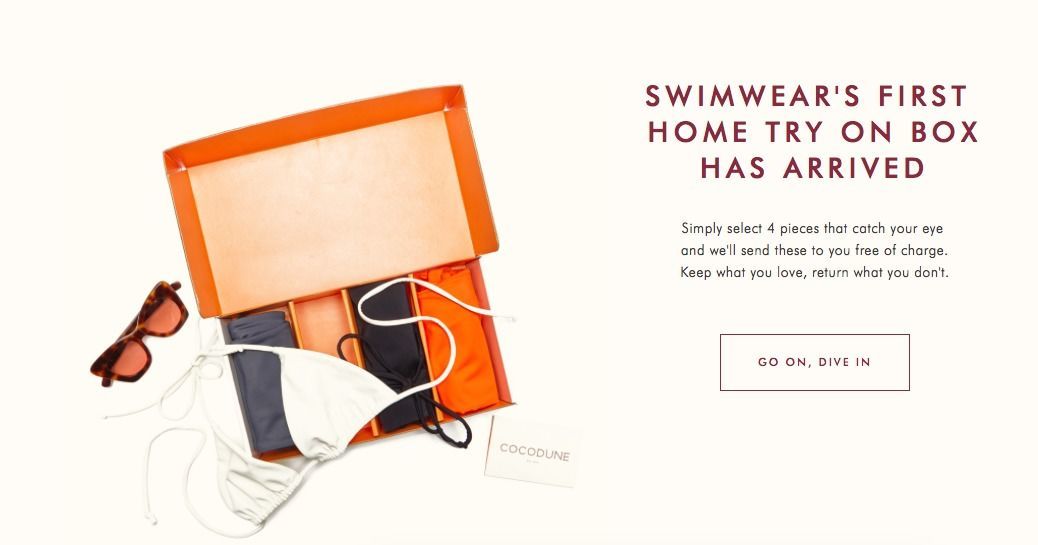 SWIMWEAR'S FIRST
HOME TRY ON BOX
HAS ARRIVED
Simply select 4 pieces that catch your eye
and we'll send these to you free of charge.
Keep what you love, return what you don't.
GO ON, DIVE IN
COCODUNE